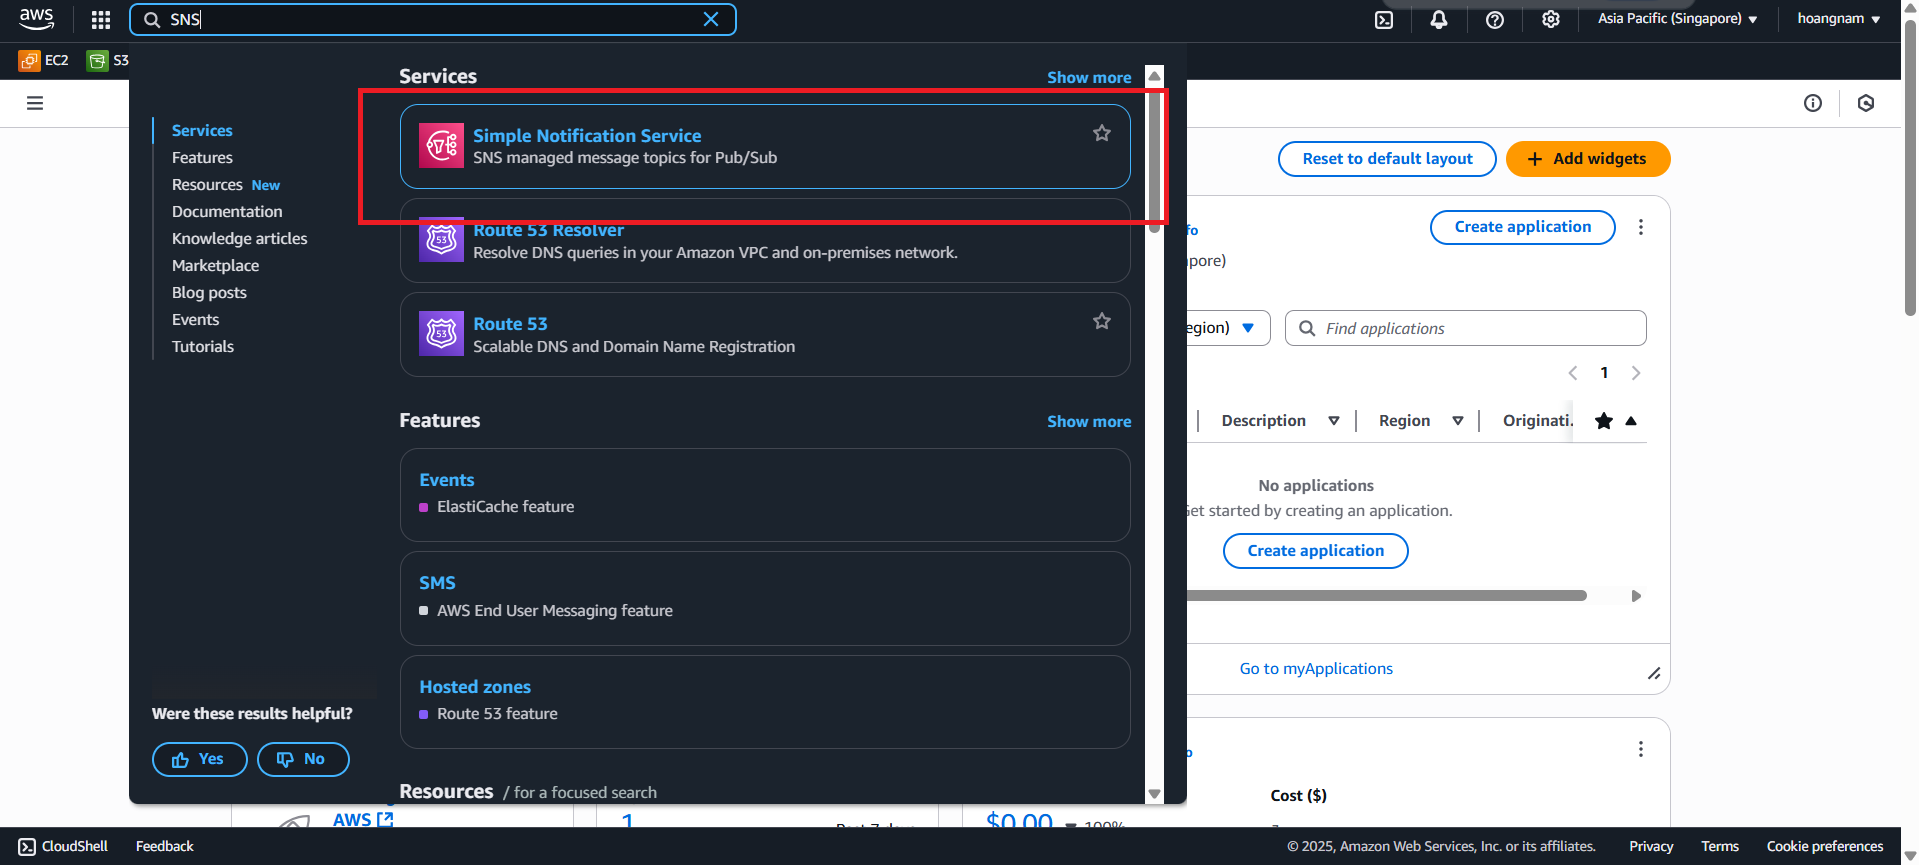 aws
SNS
Asia Pacific (Singapore)
hoangnam
EC2
S3
Services
Features
Resources New
Documentation
Knowledge articles
Marketplace
Blog posts
Events
Tutorials
Were these results helpful?
Yes
No
Services
Show more
Simple Notification Service
SNS managed message topics for Pub/Sub
Route 53 Resolver
Resolve DNS queries in your Amazon VPC and on-premises network.
Route 53
Scalable DNS and Domain Name Registration
Features
Show more
Events
ElastiCache feature
SMS
AWS End User Messaging feature
Hosted zones
Route 53 feature
Resources / for a focused search
Reset to default layout
+ Add widgets
fo
Create application
pore)
egion)
Find applications
1
Description
Region
Originati.
No applications
Get started by creating an application.
Create application
Go to myApplications
o
Cost ($)
AWS
1
$0.00
100%
CloudShell
Feedback
© 2025, Amazon Web Services, Inc. or its affiliates.
Privacy
Terms
Cookie preferences